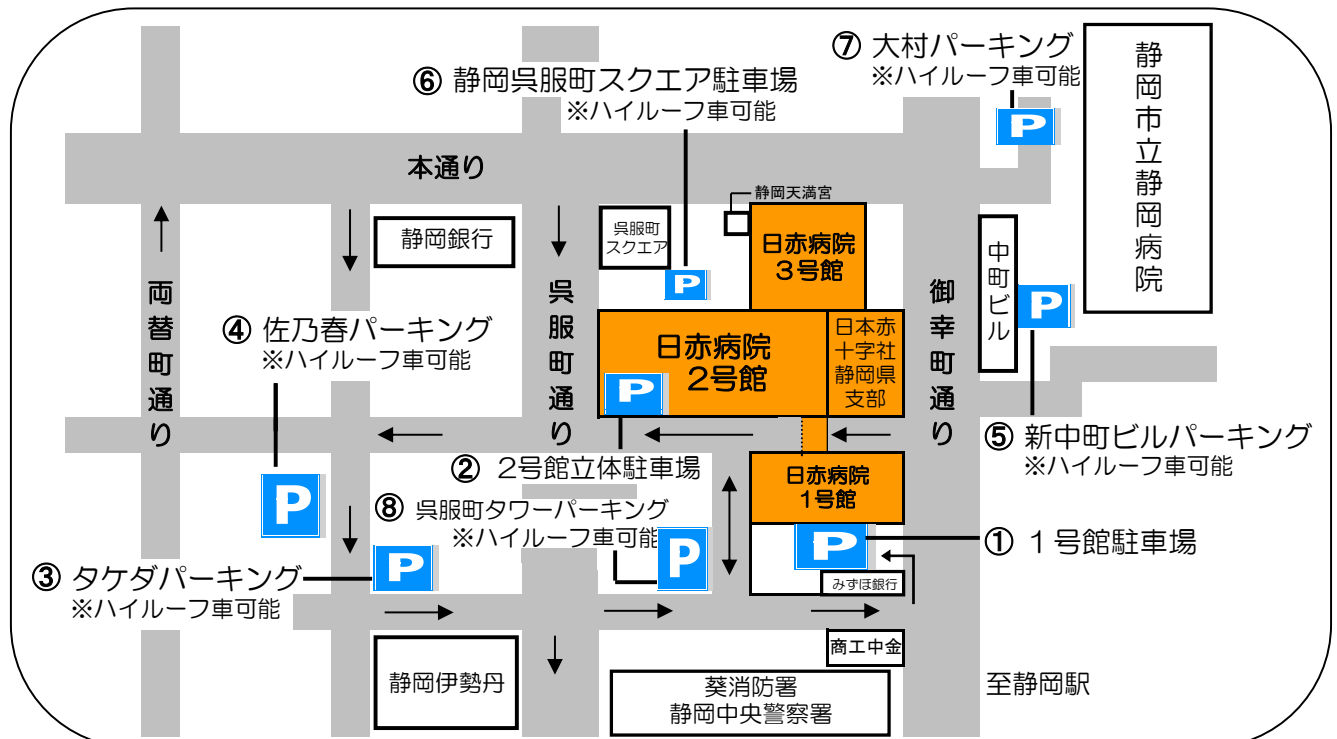 ⑦ 大村パーキング
※ハイルーフ車可能
⑥ 静岡呉服町スクエア駐車場
※ハイルーフ車可能
静岡市立静岡病院
本通り
静岡天満宮
静岡銀行
呉服町
スクエア
日赤病院
3号館
中町ビル
両替町通り
呉服町通り
御幸町通り
④ 佐乃春パーキング
※ハイルーフ車可能
日赤病院
2号館
日本赤
十字社
静岡県
支部
⑤ 新中町ビルパーキング
※ハイルーフ車可能
② 2号館立体駐車場
日赤病院
1号館
⑧ 呉服町タワーパーキング
※ハイルーフ車可能
① 1号館駐車場
③ タケダパーキング
※ハイルーフ車可能
みずほ銀行
商工中金
静岡伊勢丹
葵消防署
静岡中央警察署
至静岡駅
P
P
P
P
P
P
P
P